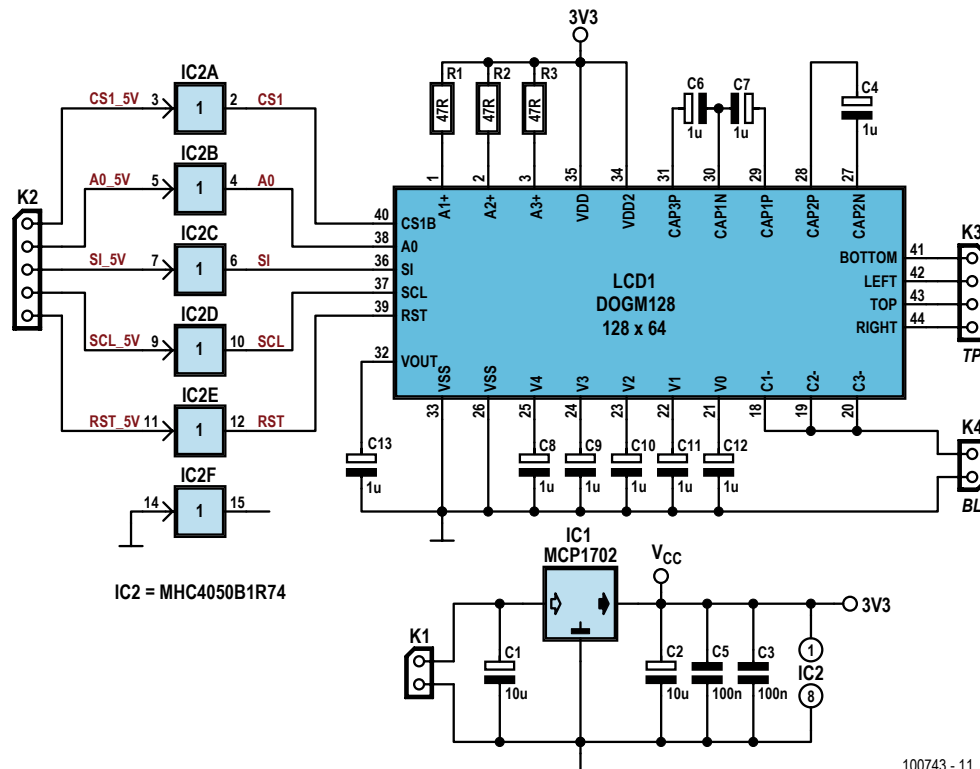 3V3
IC2A
CS1_5V 3 1 2 CS1
R1 R2 R3
47R 47R 47R
C6 C7 C4
1u 1u 1u
IC2B
A0_5V 5 1 4 A0
K2
1 2 3 35 34 31 30 29 28 27
A1+ A2+ A3+ VDD VDD2 CAP3P CAP1N CAP1P CAP2P CAP2N
K3
40 CS1B
38 A0
36 SI
37 SCL
39 RST
32 VOUT
IC2C
SI_5V 7 1 6 SI
LCD1
DOGM128
128 x 64
BOTTOM 41
LEFT 42
TOP 43
RIGHT 44
TP
IC2D
SCL_5V 9 1 10 SCL
VSS VSS V4 V3 V2 V1 V0 C1- C2- C3-
33 26 25 24 23 22 21 18 19 20
IC2E
RST_5V 11 1 12 RST
K4
C13 C8 C9 C10 C11 C12
1u 1u 1u 1u 1u 1u
BL
IC2F
14 1 15
IC2 = MHC4050B1R74
IC1
MCP1702
VCC
3V3
K1
C1
10u
C2
10u
C5
100n
C3
100n
1
IC2
8
100743 - 11